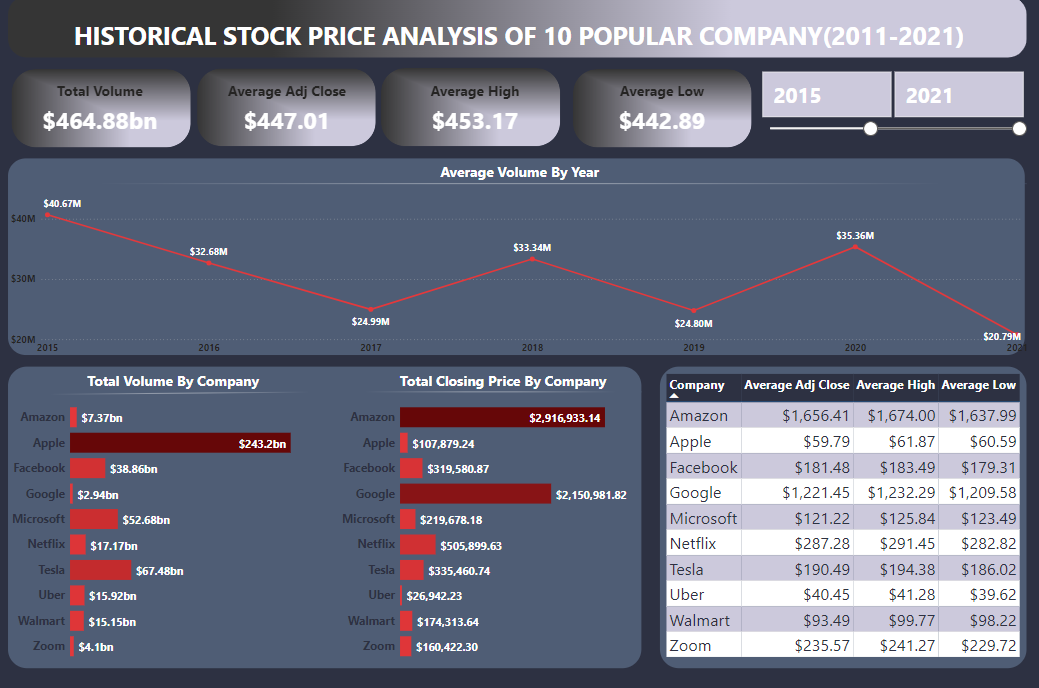 HISTORICAL STOCK PRICE ANALYSIS OF 10 POPULAR COMPANY(2011-2021)
Total Volume
$464.88bn
Average Adj Close
$447.01
Average High
$453.17
Average Low
$442.89
2015
2021
Average Volume By Year
$40M
$30M
$20M
$40.67M
$32.68M
$24.99M
$33.34M
$24.80M
$35.36M
$20.79M
2015 2016 2017 2018 2019 2020 2021
Total Volume By Company
Amazon $7.37bn
Apple $243.2bn
Facebook $38.86bn
Google $2.94bn
Microsoft $52.68bn
Netflix $17.17bn
Tesla $67.48bn
Uber $15.92bn
Walmart $15.15bn
Zoom $4.1bn
Total Closing Price By Company
Amazon $2,916,933.14
Apple $107,879.24
Facebook $319,580.87
Google $2,150,981.82
Microsoft $219,678.18
Netflix $505,899.63
Tesla $335,460.74
Uber $26,942.23
Walmart $174,313.64
Zoom $160,422.30
Company Average Adj Close Average High Average Low
Amazon $1,656.41 $1,674.00 $1,637.99
Apple $59.79 $61.87 $60.59
Facebook $181.48 $183.49 $179.31
Google $1,221.45 $1,232.29 $1,209.58
Microsoft $121.22 $125.84 $123.49
Netflix $287.28 $291.45 $282.82
Tesla $190.49 $194.38 $186.02
Uber $40.45 $41.28 $39.62
Walmart $93.49 $99.77 $98.22
Zoom $235.57 $241.27 $229.72